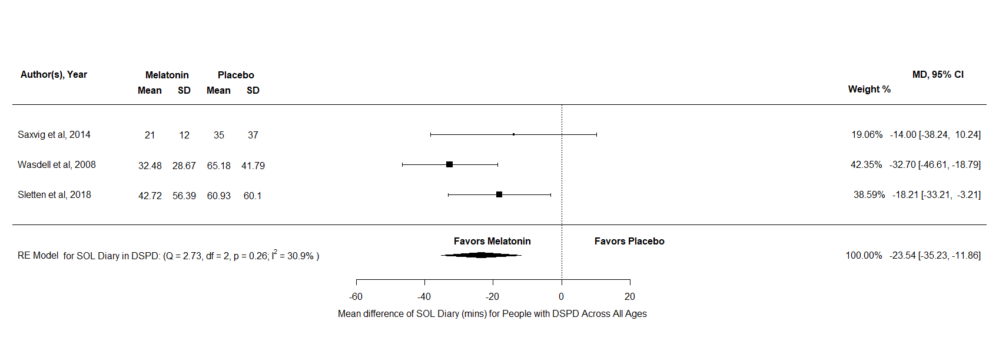 Author(s), Year Melatonin Placebo MD, 95% CI
Mean SD Mean SD Weight %
Saxvig et al, 2014 21 12 35 37 19.06% -14.00 [-38.24, 10.24]
Wasdell et al, 2008 32.48 28.67 65.18 41.79 42.35% -32.70 [-46.61, -18.79]
Sletten et al, 2018 42.72 56.39 60.93 60.1 38.59% -18.21 [-33.21, -3.21]
Favors Melatonin Favors Placebo
RE Model for SOL Diary in DSPD: (Q = 2.73, df = 2, p = 0.26; I² = 30.9% ) 100.00% -23.54 [-35.23, -11.86]
-60 -40 -20 0 20
Mean difference of SOL Diary (mins) for People with DSPD Across All Ages